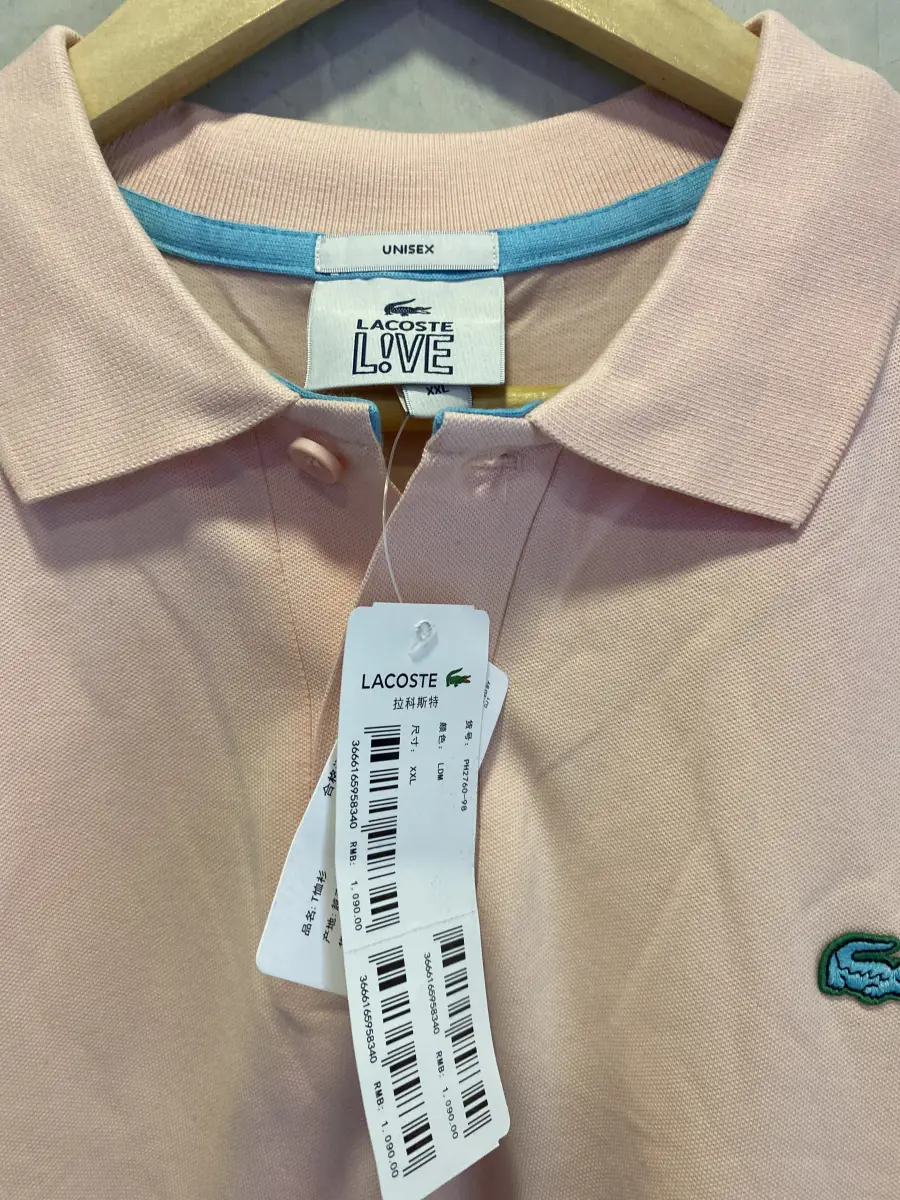 UNISEX
LACOSTE
L!VE
XXL
LACOSTE
拉科斯特
货号: PH2760-98
颜色: LDM
尺寸: XXL
3666165958340 RMB: 1,090.00
合格
品名: T恤衫
产地:
3666165958340 RMB: 1,090.00
3666165958340 RMB: 1,090.00